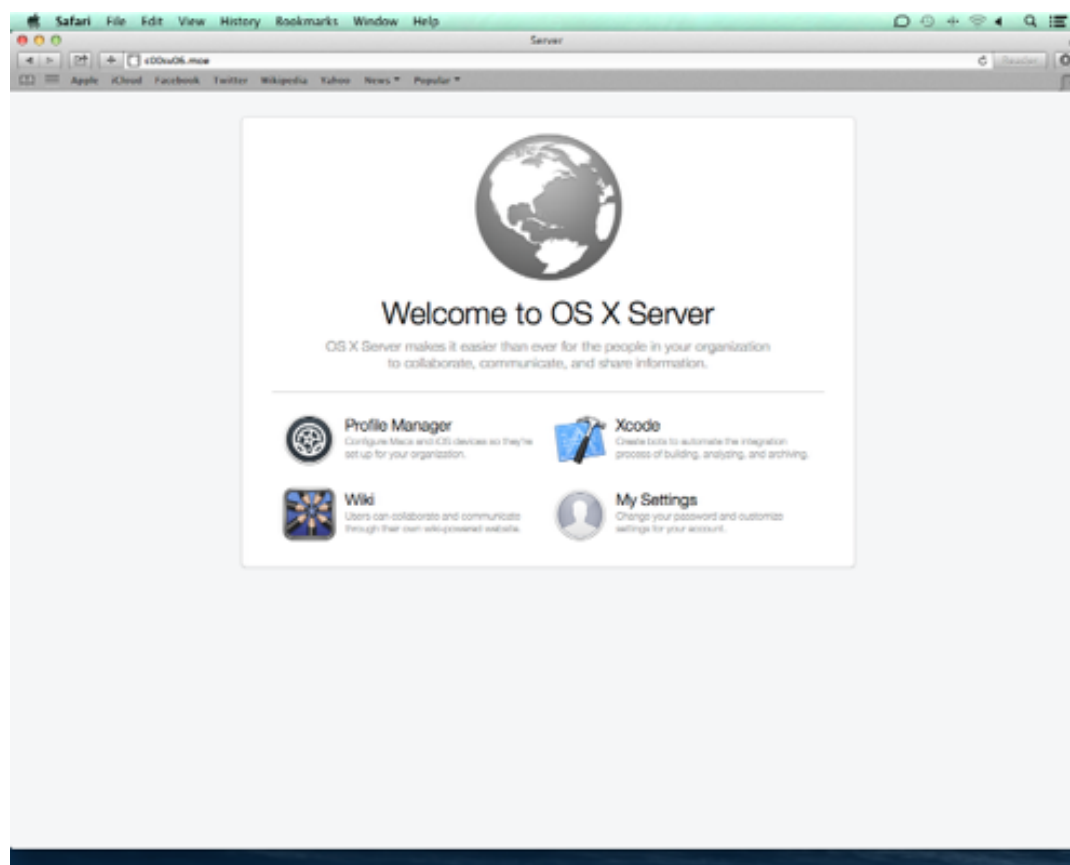 Safari File Edit View History Bookmarks Window Help
Server
Reader
Apple iCloud Facebook Twitter Wikipedia Yahoo News Popular
Welcome to OS X Server
OS X Server makes it easier than ever for the people in your organization
to collaborate, communicate, and share information.
Profile Manager
Configure Macs and iOS devices so they're
set up for your organization.
Xcode
Create bots to automate the integration
process of building, analyzing, and archiving.
Wiki
Users can collaborate and communicate
through their own wiki-powered website.
My Settings
Change your password and customize
settings for your account.